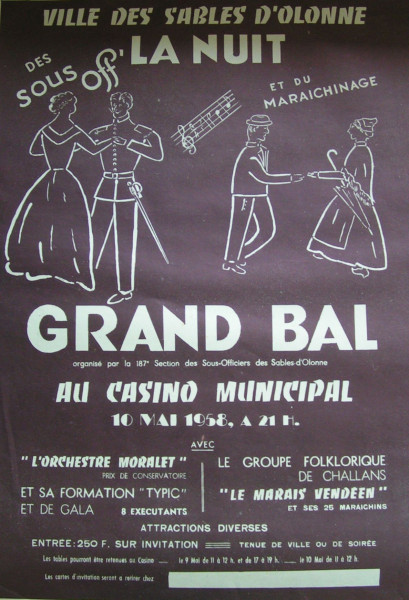 VILLE DES SABLES D'OLONNE
LA NUIT
DES
SOUS off'
ET DU
MARAICHINAGE
GRAND BAL
organisé par la 187e Section des Sous-Officiers des Sables-d'Olonne
AU CASINO MUNICIPAL
10 MAI 1958, A 21 H.
AVEC
"L'ORCHESTRE MORALET"
PRIX DE CONSERVATOIRE
ET SA FORMATION "TYPIC"
ET DE GALA 8 EXECUTANTS
LE GROUPE FOLKLORIQUE
DE CHALLANS
"LE MARAIS VENDÉEN"
ET SES 25 MARAICHINS
ATTRACTIONS DIVERSES
ENTRÉE: 250 F. SUR INVITATION TENUE DE VILLE OU DE SOIRÉE
Les tables pourront être retenues au Casino le 9 Mai de 11 à 12 h. et de 17 à 19 h. le 10 Mai de 11 à 12 h.
Les cartes d'invitation seront à retirer chez